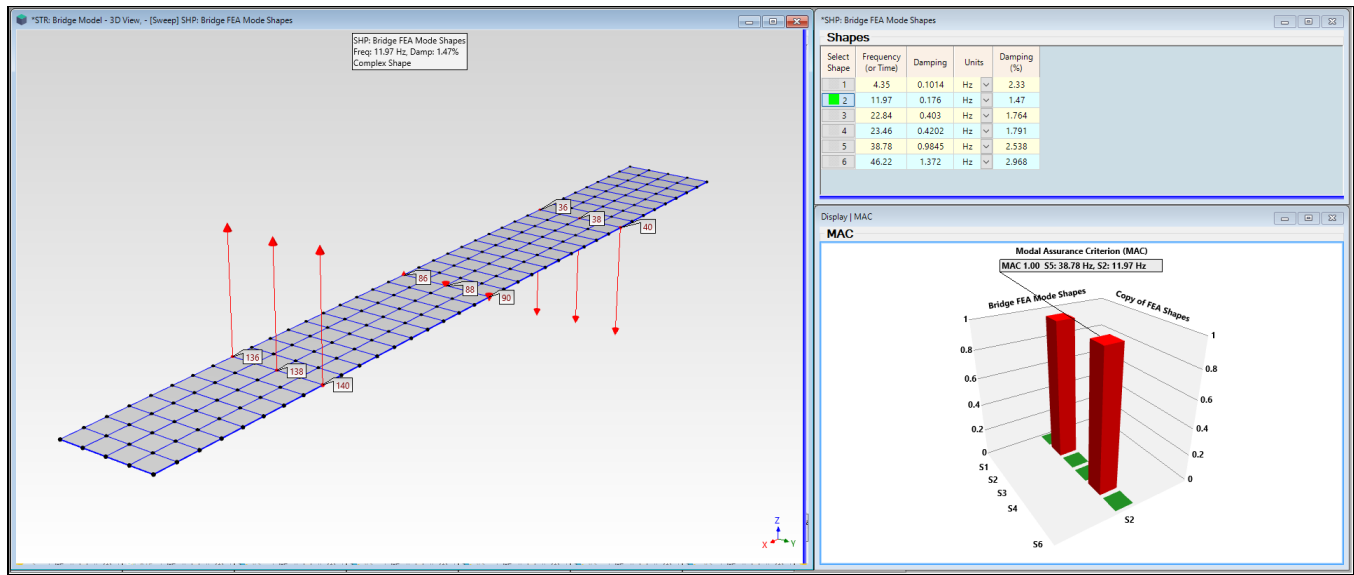 *STR: Bridge Model - 3D View, - [Sweep] SHP: Bridge FEA Mode Shapes
SHP: Bridge FEA Mode Shapes
Freq: 11.97 Hz, Damp: 1.47%
Complex Shape
36
38
40
86
88
90
136
138
140
Z
X
Y
*SHP: Bridge FEA Mode Shapes
Shapes
Select Shape Frequency (or Time) Damping Units Damping (%)
1 4.35 0.1014 Hz 2.33
2 11.97 0.176 Hz 1.47
3 22.84 0.403 Hz 1.764
4 23.46 0.4202 Hz 1.791
5 38.78 0.9845 Hz 2.538
6 46.22 1.372 Hz 2.968
Display | MAC
MAC
Modal Assurance Criterion (MAC)
MAC 1.00 S5: 38.78 Hz, S2: 11.97 Hz
Bridge FEA Mode Shapes
Copy of FEA Shapes
1
0.8
0.6
0.4
0.2
0
1
0.8
0.6
0.4
0.2
0
S1
S2
S3
S4
S6
S2